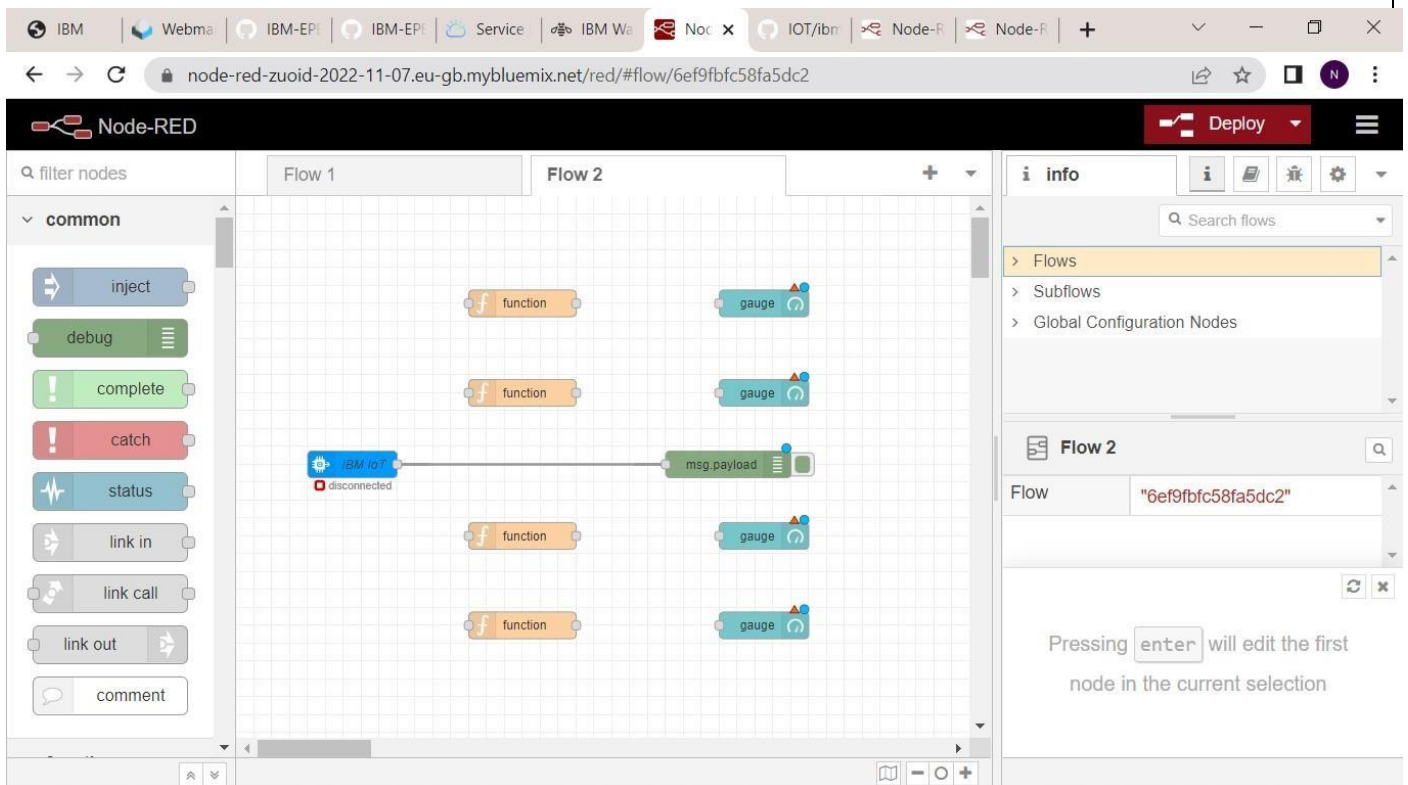 IBM
Webma
IBM-EPI
IBM-EPI
Service
IBM Wa
Noc
IOT/ibm
Node-R
Node-R
node-red-zuoid-2022-11-07.eu-gb.mybluemix.net/red/#flow/6ef9fbfc58fa5dc2
N
Node-RED
Deploy
filter nodes
Flow 1
Flow 2
i info
i
common
Search flows
inject
debug
complete
catch
status
link in
link call
link out
comment
function
gauge
function
gauge
IBM IoT
disconnected
msg.payload
function
gauge
function
gauge
Flows
Subflows
Global Configuration Nodes
Flow 2
Flow
"6ef9fbfc58fa5dc2"
Pressing enter will edit the first
node in the current selection